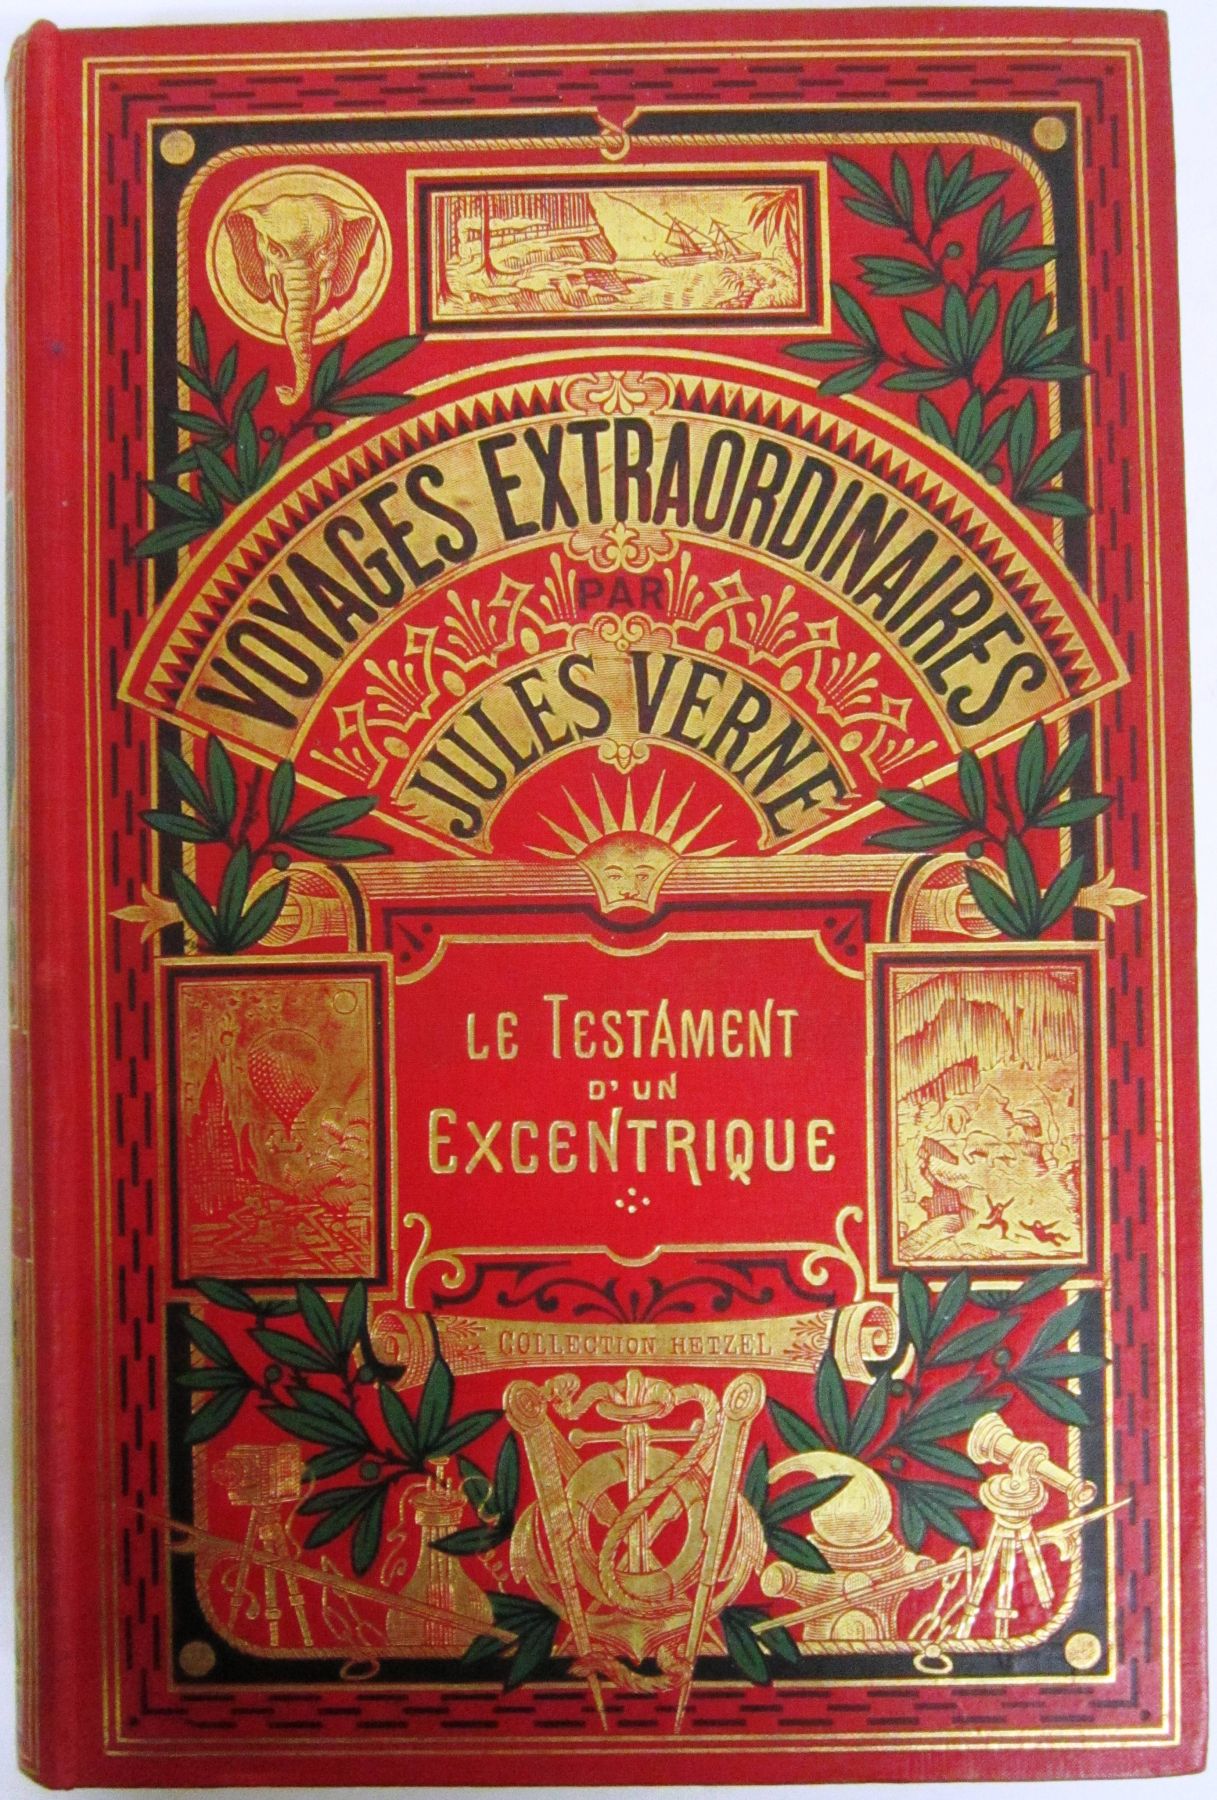 VOYAGES EXTRAORDINAIRES
PAR
JULES VERNE
LE TESTAMENT
D'UN
EXCENTRIQUE
COLLECTION HETZEL